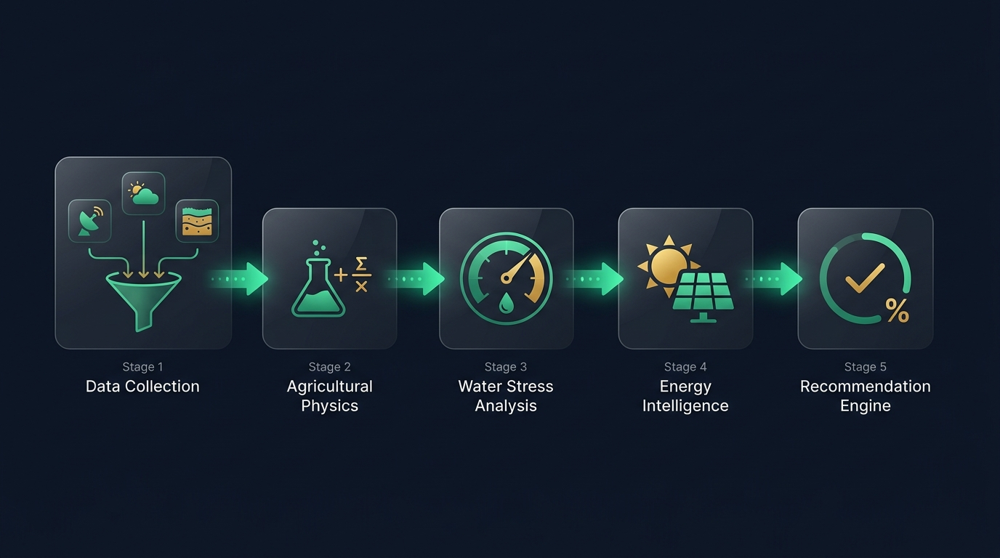 Stage 1
Data Collection
Stage 2
Agricultural
Physics
Stage 3
Water Stress
Analysis
Stage 4
Energy
Intelligence
Stage 5
Recommendation
Engine
+ Σ
x
%